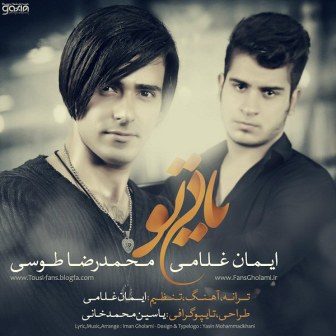 یاد تو
ایمان غلامی
محمدرضا طوسی
www.FansGholami.ir
www.Tousi-fans.blogfa.com
ترانه،آهنگ،تنظیم:ایمان غلامی
طراحی،تایپوگرافی:یاسین محمدخانی
Lyric,Music,Arrange : Iman Gholami - Design & Typologo : Yasin Mohammadkhani